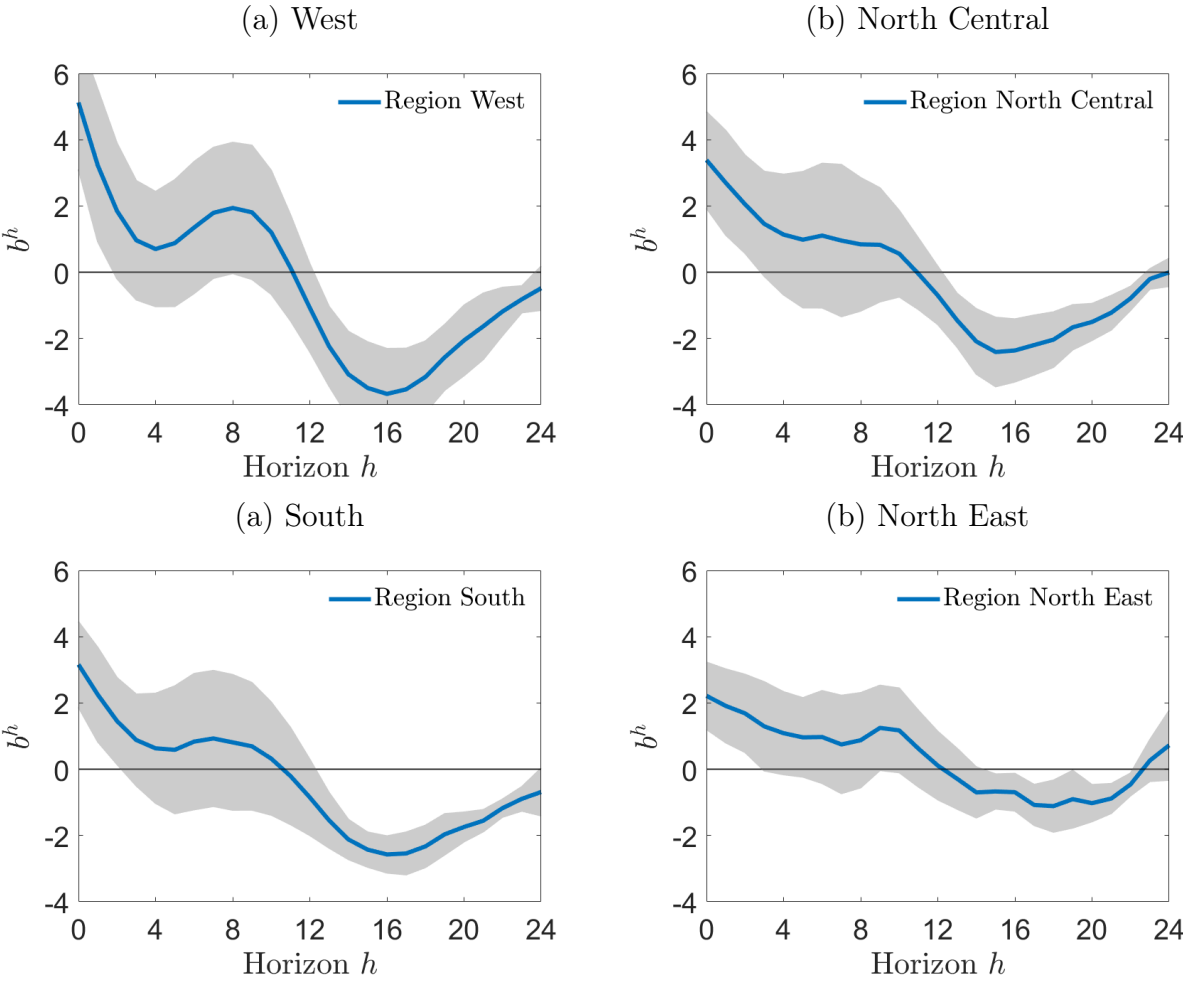 (a) West
(b) North Central
6
4
2
0
-2
-4
b^h
Region West
0 4 8 12 16 20 24
Horizon h
6
4
2
0
-2
-4
b^h
Region North Central
0 4 8 12 16 20 24
Horizon h
(a) South
(b) North East
6
4
2
0
-2
-4
b^h
Region South
0 4 8 12 16 20 24
Horizon h
6
4
2
0
-2
-4
b^h
Region North East
0 4 8 12 16 20 24
Horizon h